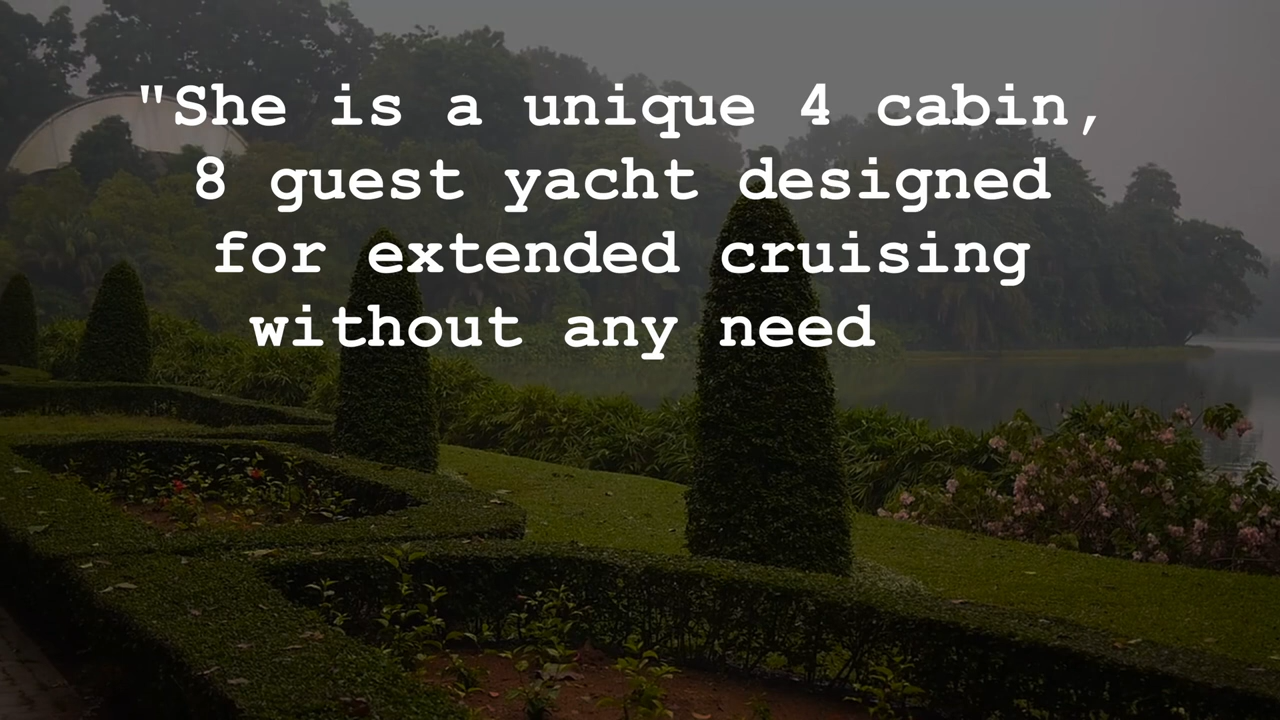 "She is a unique 4 cabin,
8 guest yacht designed
for extended cruising
without any need